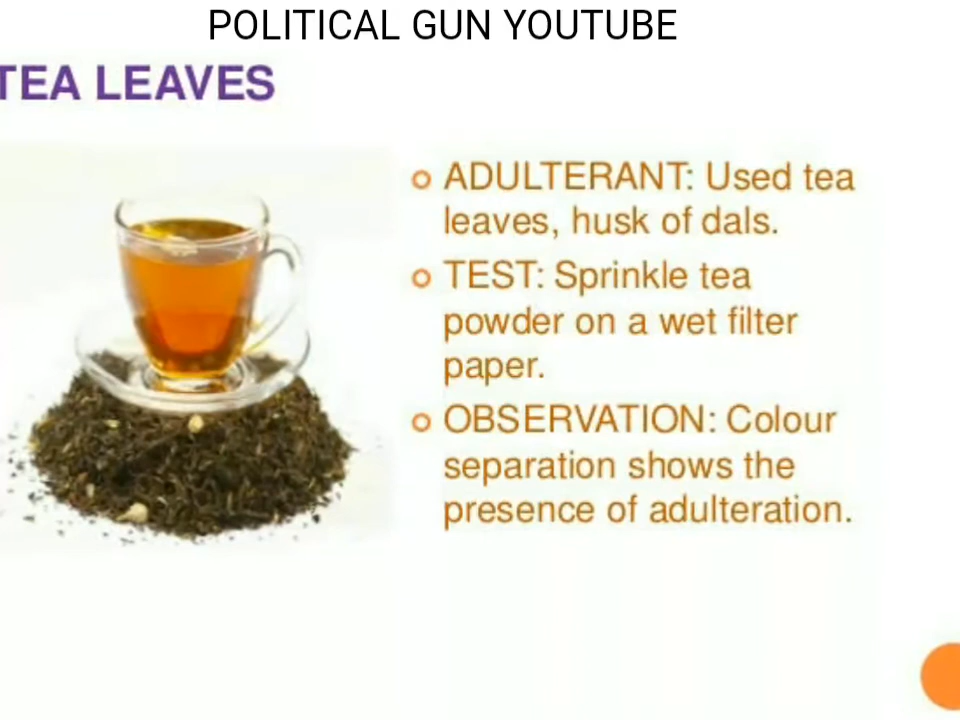 POLITICAL GUN YOUTUBE
TEA LEAVES
ADULTERANT: Used tea
leaves, husk of dals.
TEST: Sprinkle tea
powder on a wet filter
paper.
OBSERVATION: Colour
separation shows the
presence of adulteration.